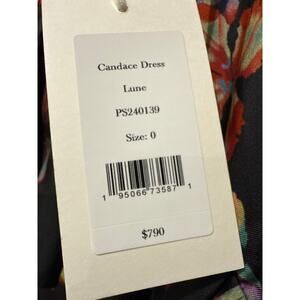 Candace Dress
Lune
PS240139
Size: 0
1 95066 73587 1
$790